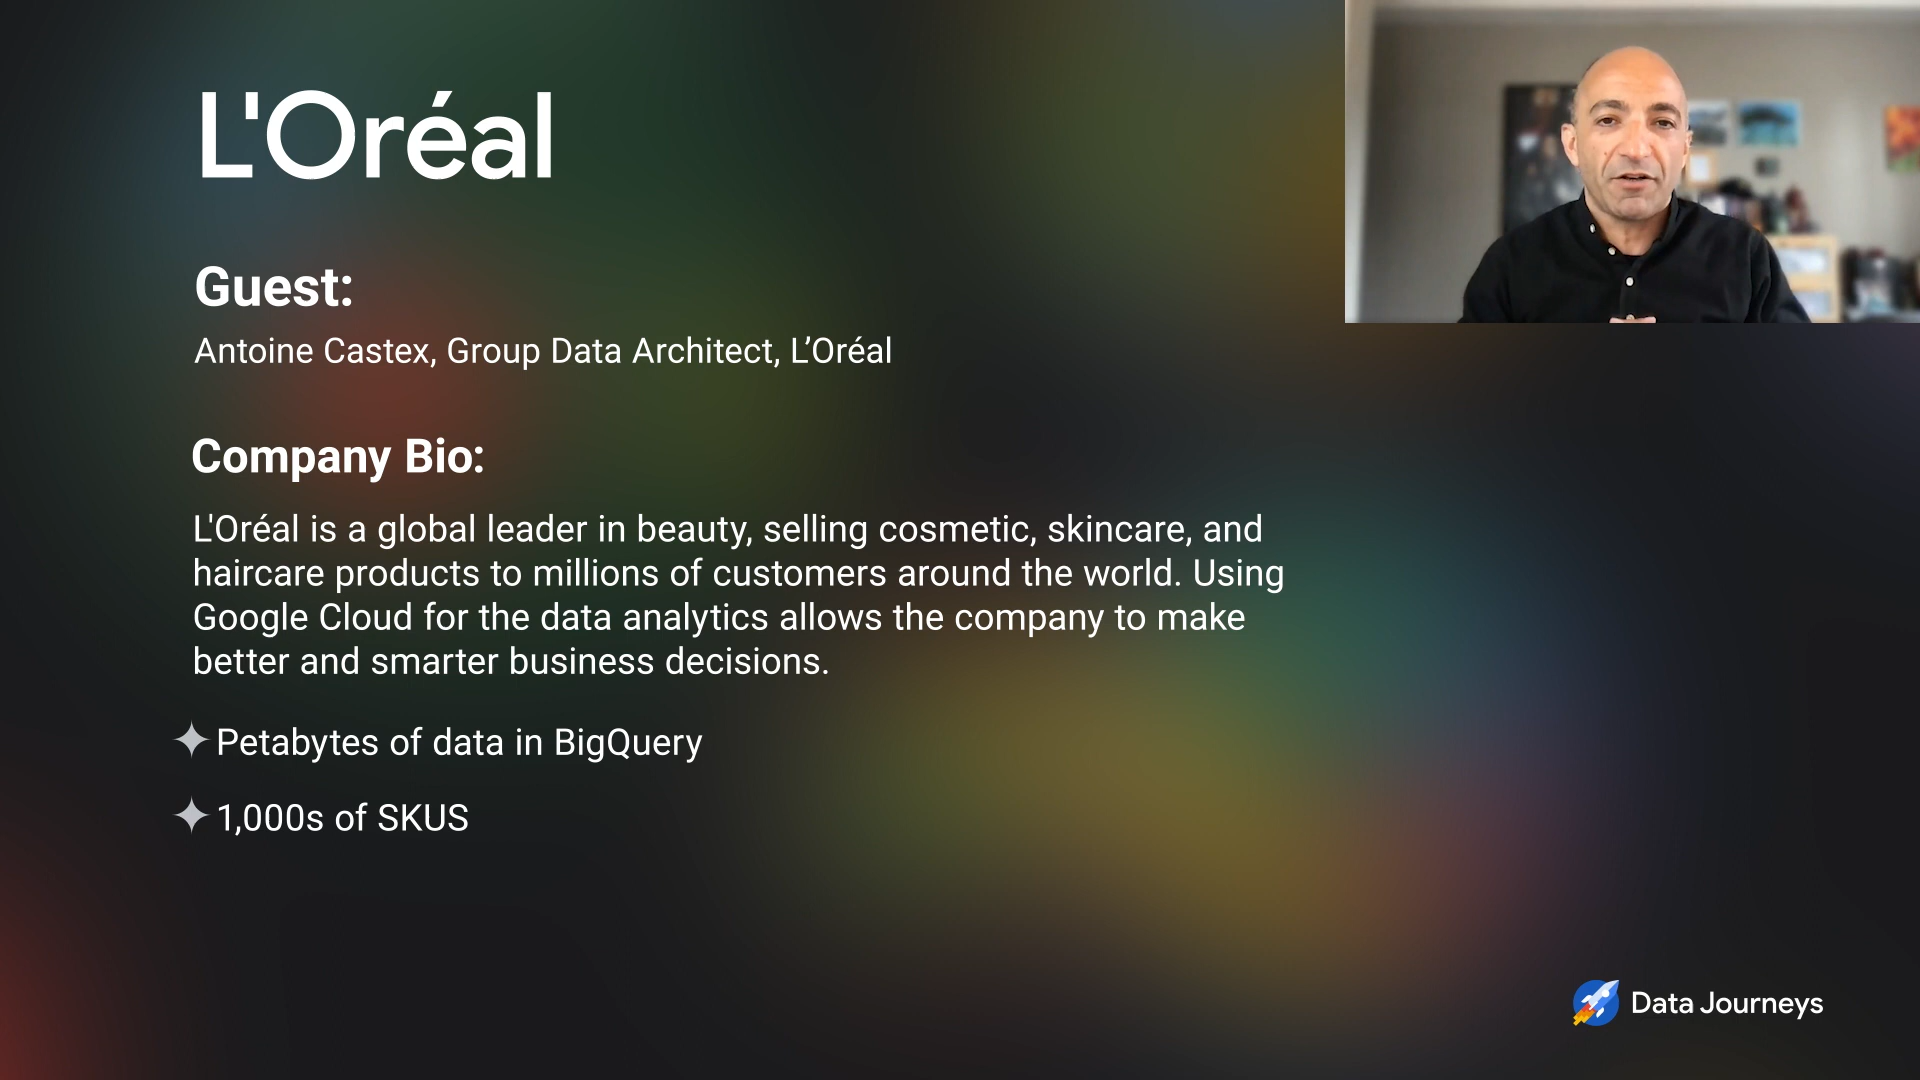 L'Oréal
Guest:
Antoine Castex, Group Data Architect, L’Oréal
Company Bio:
L'Oréal is a global leader in beauty, selling cosmetic, skincare, and
haircare products to millions of customers around the world. Using
Google Cloud for the data analytics allows the company to make
better and smarter business decisions.
Petabytes of data in BigQuery
1,000s of SKUS
Data Journeys